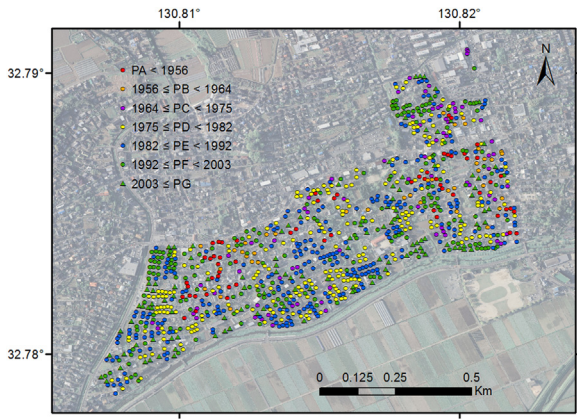 130.81° 130.82°
32.79°
N
PA < 1956
1956 ≤ PB < 1964
1964 ≤ PC < 1975
1975 ≤ PD < 1982
1982 ≤ PE < 1992
1992 ≤ PF < 2003
2003 ≤ PG
32.78°
0 0.125 0.25 0.5
Km